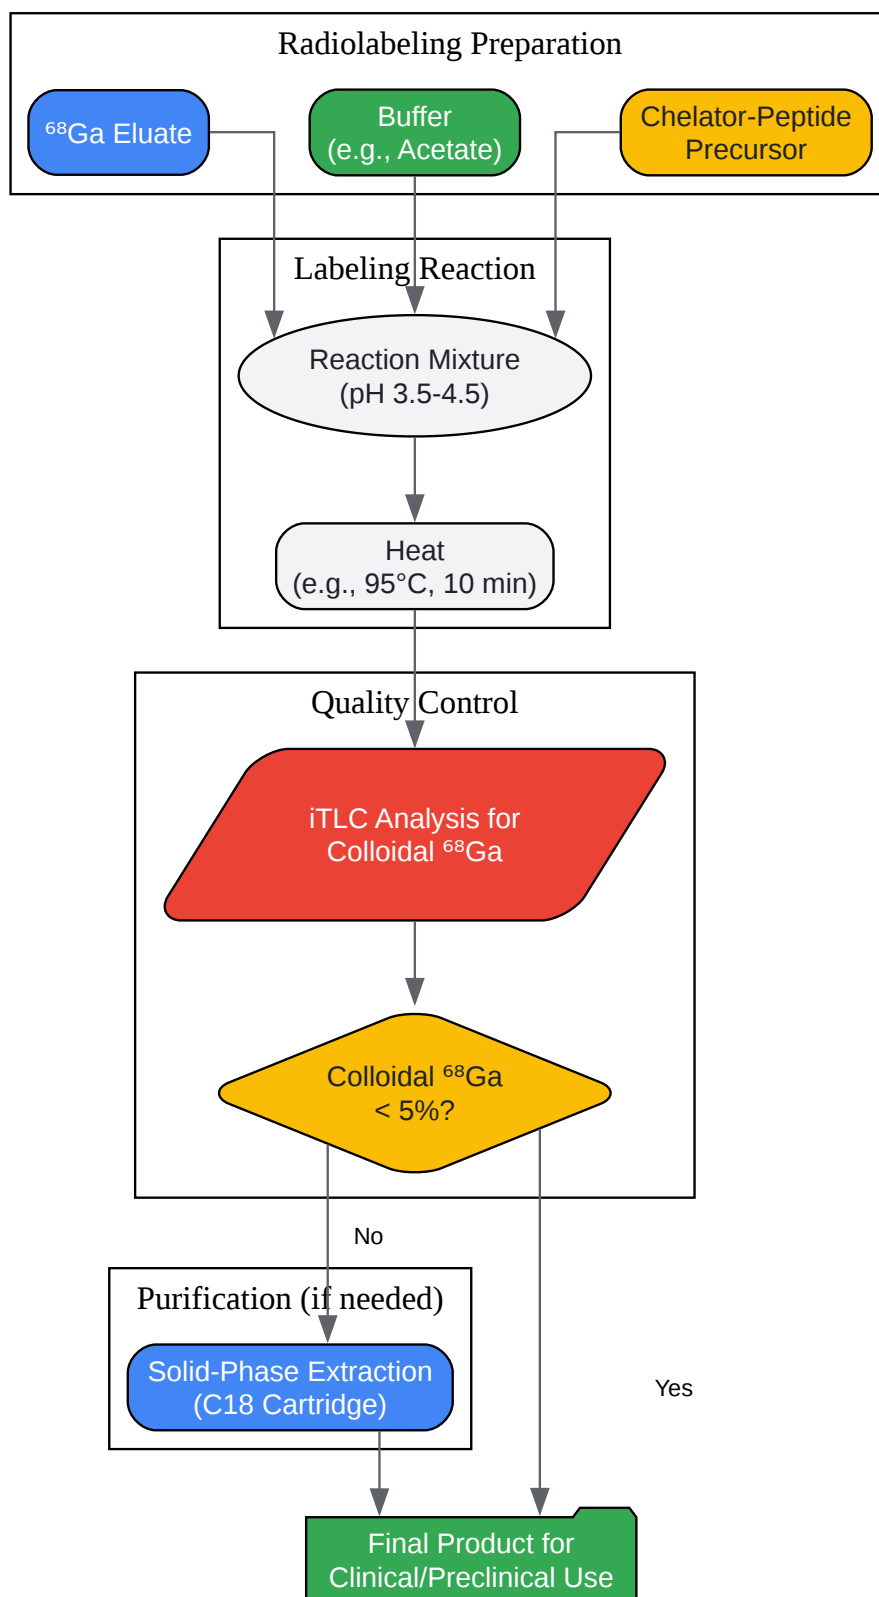 Radiolabeling Preparation
⁶⁸Ga Eluate
Buffer
(e.g., Acetate)
Chelator-Peptide
Precursor
Labeling Reaction
Reaction Mixture
(pH 3.5-4.5)
Heat
(e.g., 95°C, 10 min)
Quality Control
iTLC Analysis for
Colloidal ⁶⁸Ga
Colloidal ⁶⁸Ga
< 5%?
No
Purification (if needed)
Solid-Phase Extraction
(C18 Cartridge)
Yes
Final Product for
Clinical/Preclinical Use